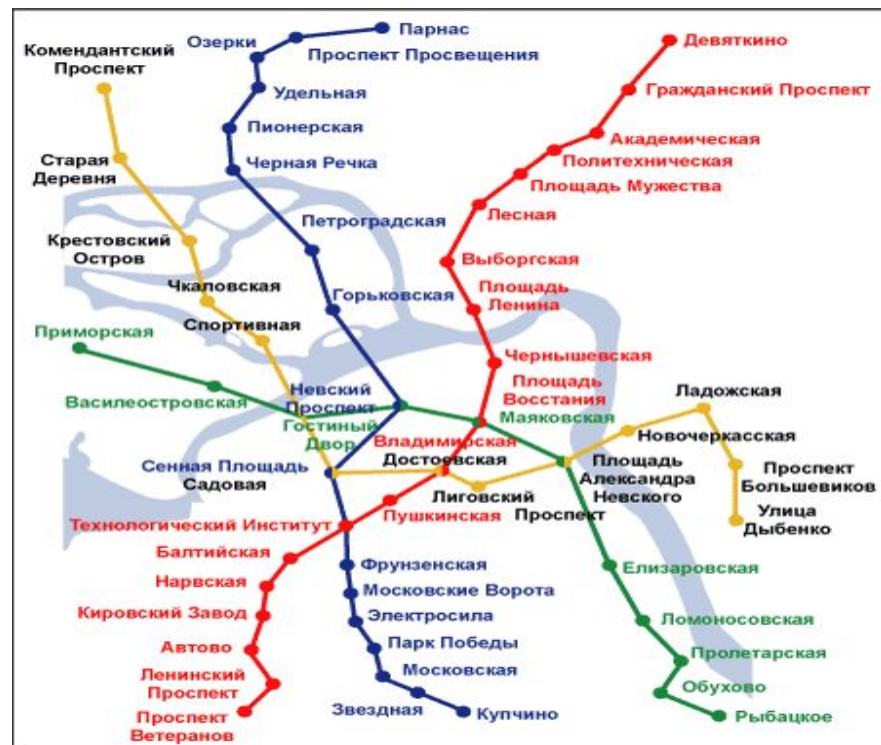 Парнас
Озерки
Проспект Просвещения
Девяткино
Комендантский
Проспект
Удельная
Гражданский Проспект
Пионерская
Академическая
Политехническая
Черная Речка
Старая
Деревня
Площадь Мужества
Лесная
Петроградская
Крестовский
Остров
Выборгская
Чкаловская
Горьковская
Площадь
Ленина
Спортивная
Приморская
Чернышевская
Василеостровская
Невский
Проспект
Гостиный
Двор
Площадь
Восстания
Маяковская
Ладожская
Новочеркасская
Владимирская
Достоевская
Сенная Площадь
Садовая
Площадь
Александра
Невского
Проспект
Большевиков
Лиговский
Проспект
Улица
Дыбенко
Пушкинская
Технологический Институт
Балтийская
Фрунзенская
Елизаровская
Нарвская
Московские Ворота
Кировский Завод
Электросила
Ломоносовская
Автово
Парк Победы
Пролетарская
Ленинский
Проспект
Московская
Обухово
Проспект
Ветеранов
Звездная
Купчино
Рыбацкое